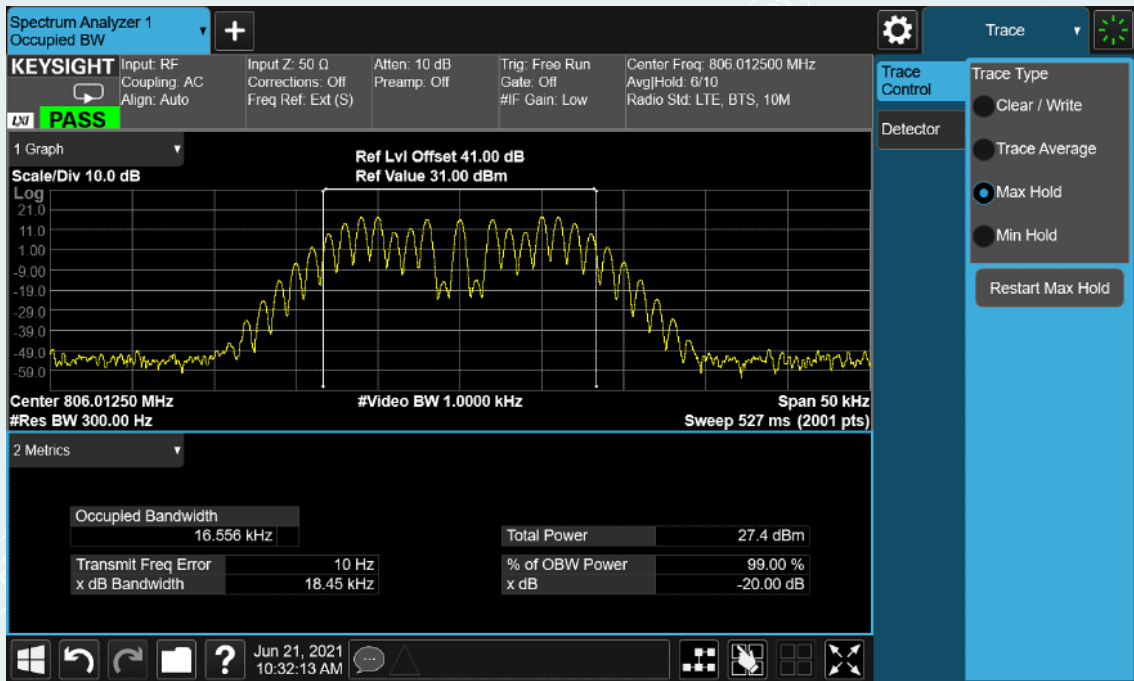 Spectrum Analyzer 1
Occupied BW
+
Trace
KEYSIGHT
Input: RF
Coupling: AC
Align: Auto
Input Z: 50 Ω
Corrections: Off
Freq Ref: Ext (S)
Atten: 10 dB
Preamp: Off
Trig: Free Run
Gate: Off
#IF Gain: Low
Center Freq: 806.012500 MHz
Avg|Hold: 6/10
Radio Std: LTE, BTS, 10M
LXI
PASS
Trace
Control
Detector
Trace Type
Clear / Write
Trace Average
Max Hold
Min Hold
Restart Max Hold
1 Graph
Scale/Div 10.0 dB
Ref Lvl Offset 41.00 dB
Ref Value 31.00 dBm
Log
21.0
11.0
1.00
-9.00
-19.0
-29.0
-39.0
-49.0
-59.0
Center 806.01250 MHz
#Video BW 1.0000 kHz
Span 50 kHz
#Res BW 300.00 Hz
Sweep 527 ms (2001 pts)
2 Metrics
Occupied Bandwidth
16.556 kHz
Total Power 27.4 dBm
Transmit Freq Error 10 Hz
% of OBW Power 99.00 %
x dB Bandwidth 18.45 kHz
x dB -20.00 dB
?
Jun 21, 2021
10:32:13 AM